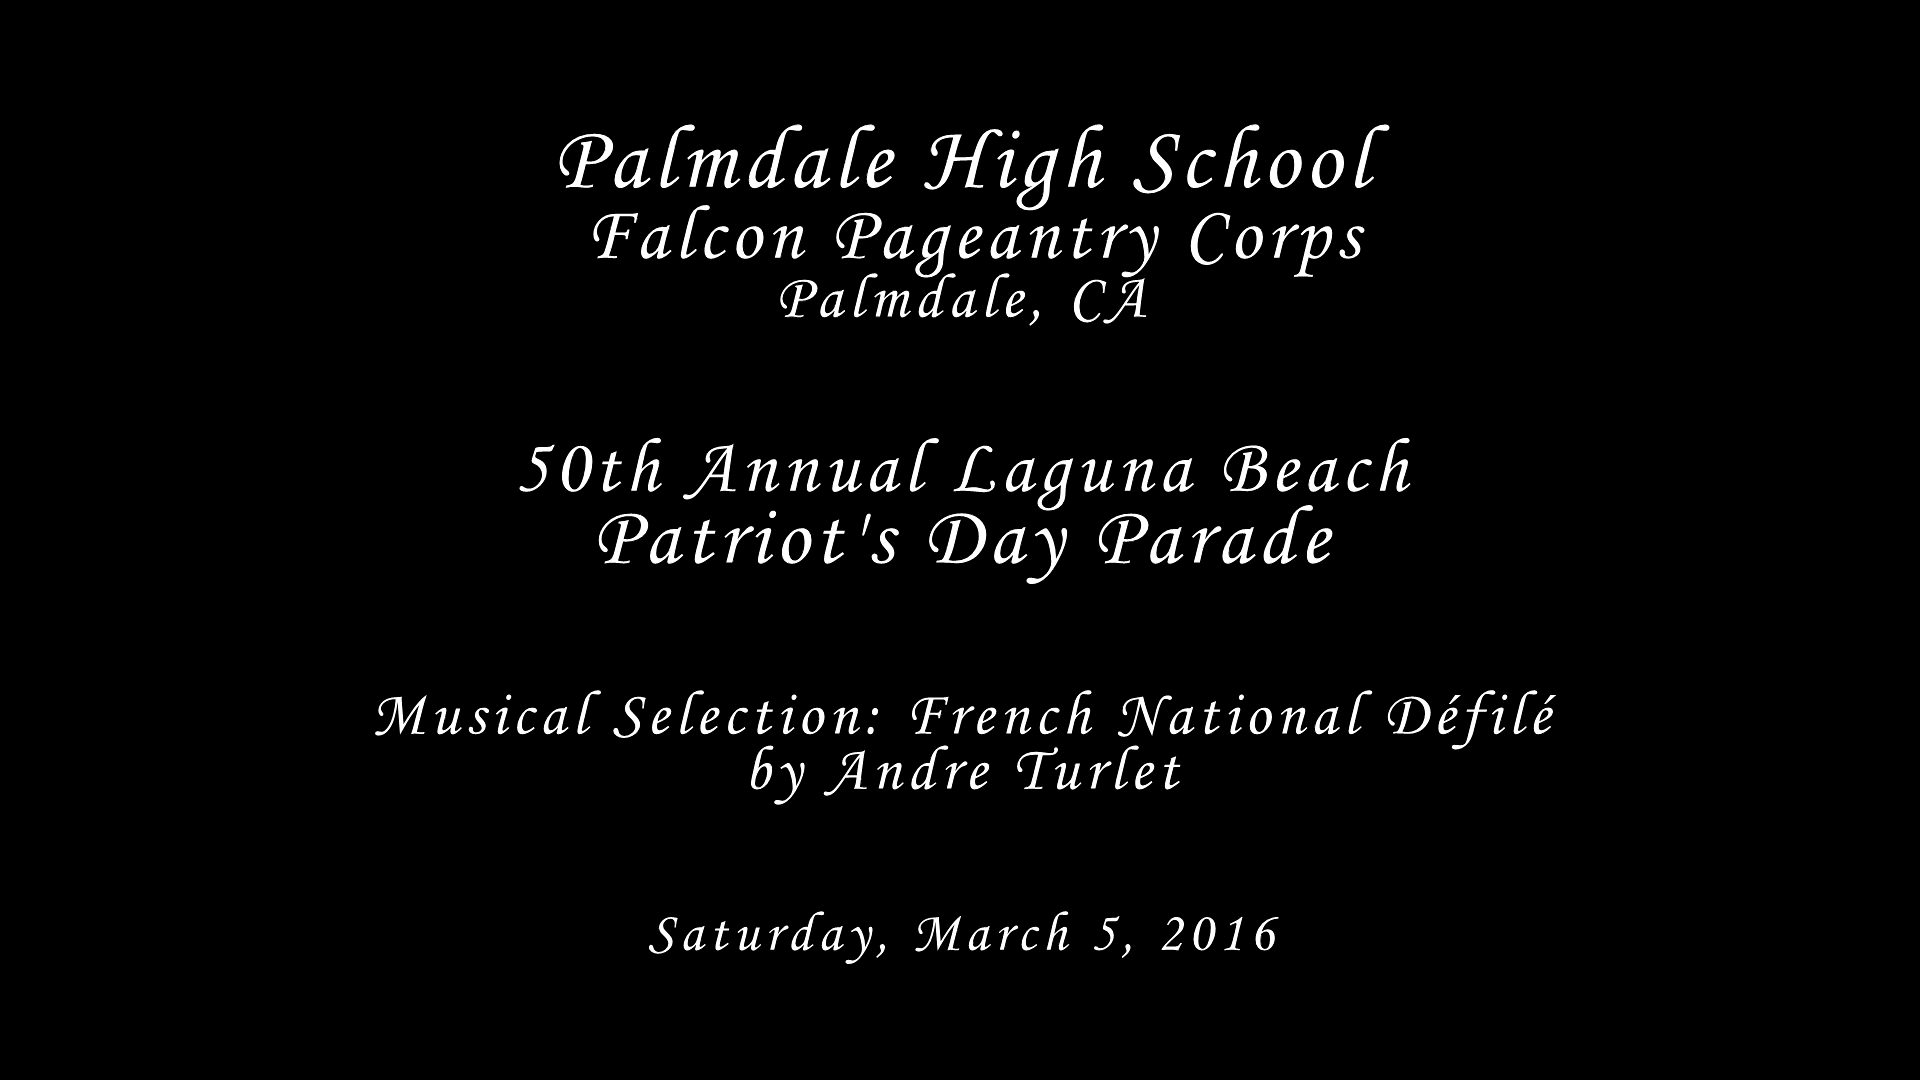 Palmdale High School
Falcon Pageantry Corps
Palmdale, CA
50th Annual Laguna Beach
Patriot's Day Parade
Musical Selection: French National Défilé
by Andre Turlet
Saturday, March 5, 2016